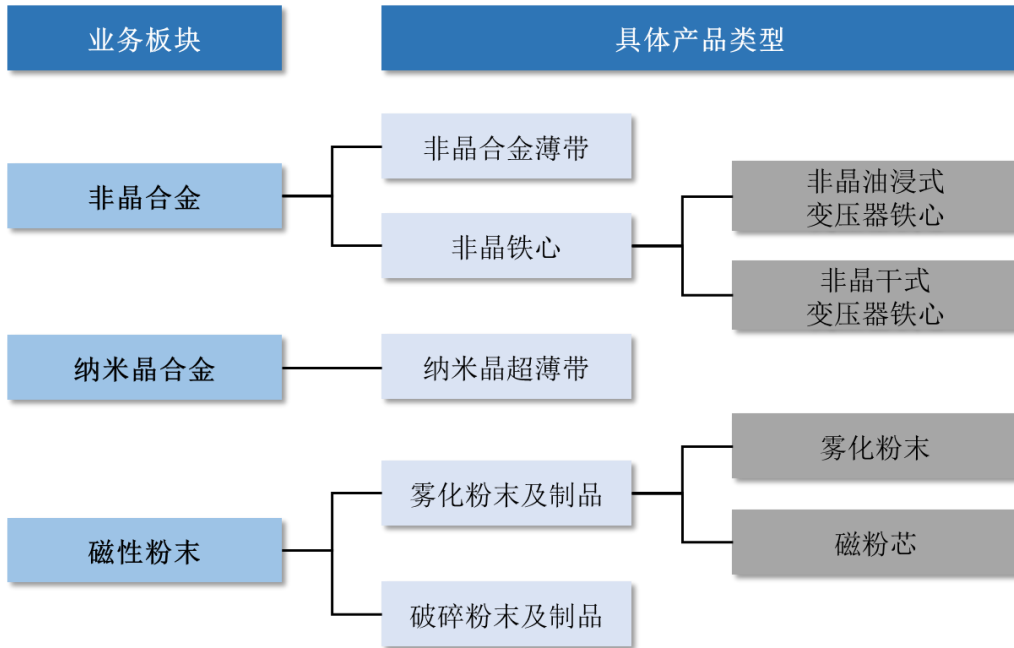 业务板块
具体产品类型
非晶合金
非晶合金薄带
非晶铁心
非晶油浸式
变压器铁心
非晶干式
变压器铁心
纳米晶合金
纳米晶超薄带
磁性粉末
雾化粉末及制品
雾化粉末
磁粉芯
破碎粉末及制品